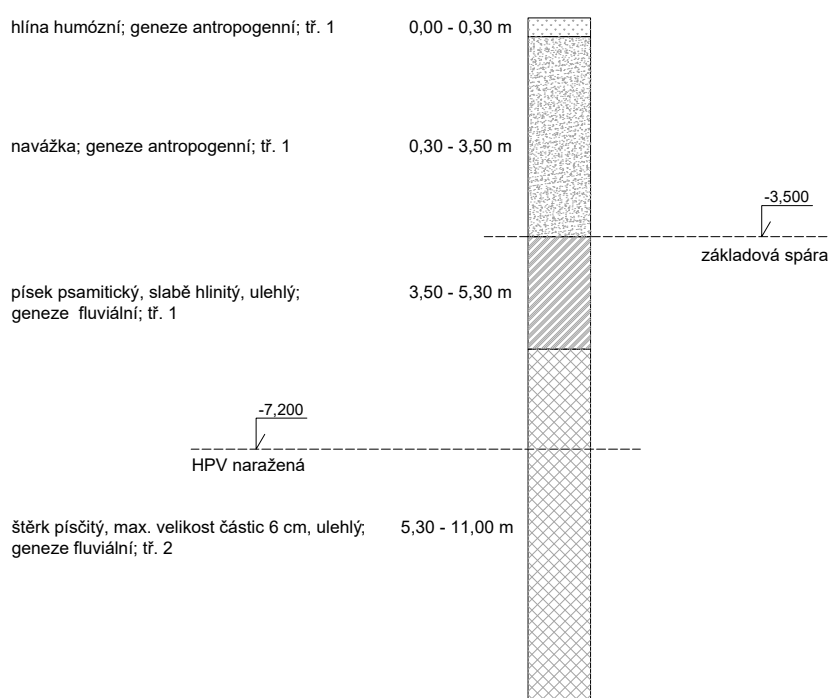 hlína humózní; geneze antropogenní; tř. 1 0,00 - 0,30 m
navážka; geneze antropogenní; tř. 1 0,30 - 3,50 m
-3,500
základová spára
písek psamitický, slabě hlinitý, ulehlý; 3,50 - 5,30 m
geneze fluviální; tř. 1
-7,200
HPV naražená
štěrk písčitý, max. velikost částic 6 cm, ulehlý; 5,30 - 11,00 m
geneze fluviální; tř. 2